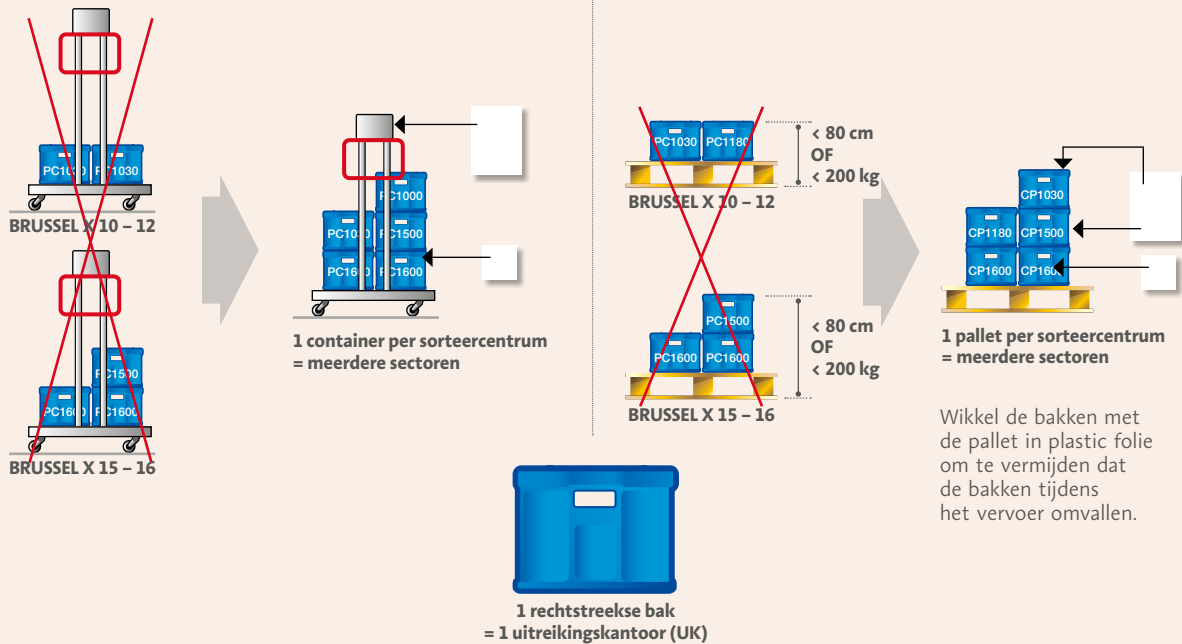 PC1030 PC1030
BRUSSEL X 10 – 12
PC1500
PC1600 PC1600
BRUSSEL X 15 – 16
PC1000
PC1030 PC1500
PC1600 PC1600
1 container per sorteercentrum
= meerdere sectoren
PC1030 PC1180
< 80 cm
OF
< 200 kg
BRUSSEL X 10 – 12
PC1500
PC1600 PC1600
< 80 cm
OF
< 200 kg
BRUSSEL X 15 – 16
CP1030
CP1180 CP1500
CP1600 CP1600
1 pallet per sorteercentrum
= meerdere sectoren
Wikkel de bakken met
de pallet in plastic folie
om te vermijden dat
de bakken tijdens
het vervoer omvallen.
1 rechtstreekse bak
= 1 uitreikingskantoor (UK)